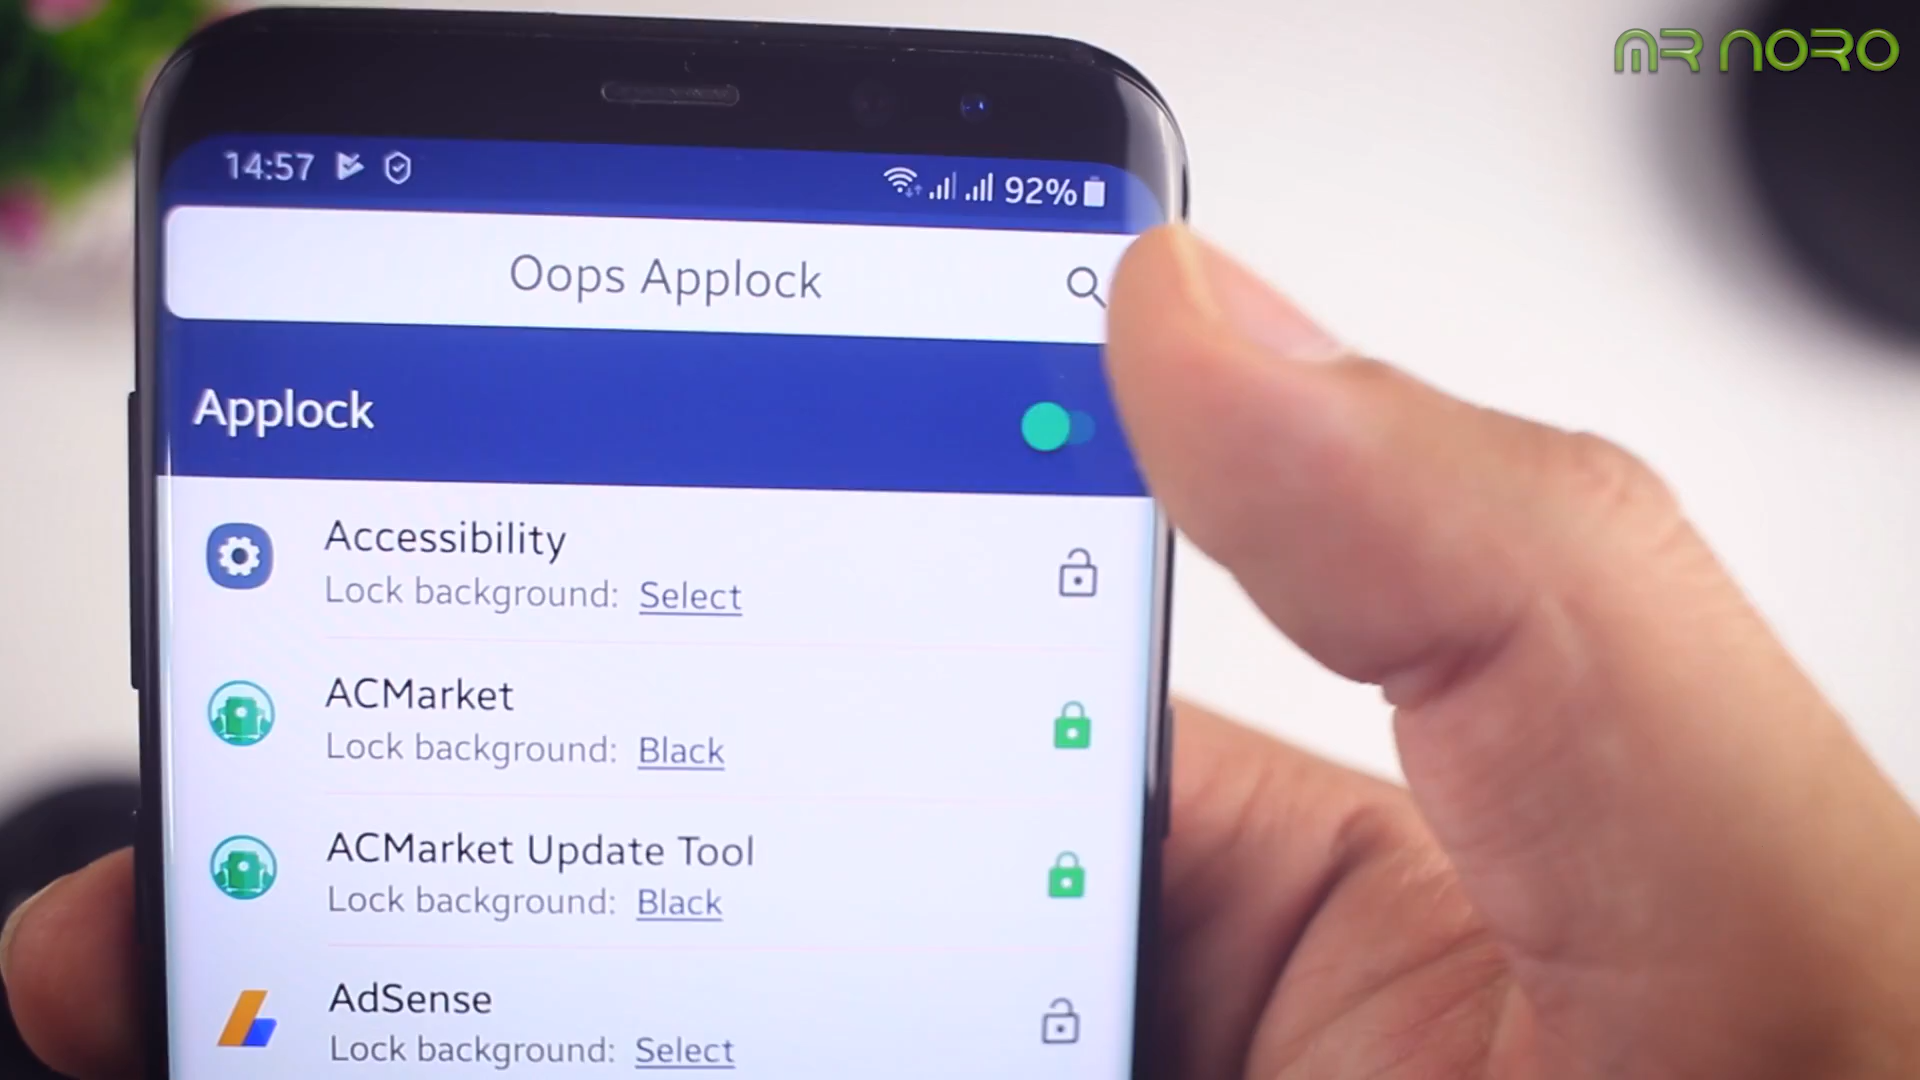 MR NORO
14:57 92%
Oops Applock
Applock
Accessibility
Lock background: Select
ACMarket
Lock background: Black
ACMarket Update Tool
Lock background: Black
AdSense
Lock background: Select